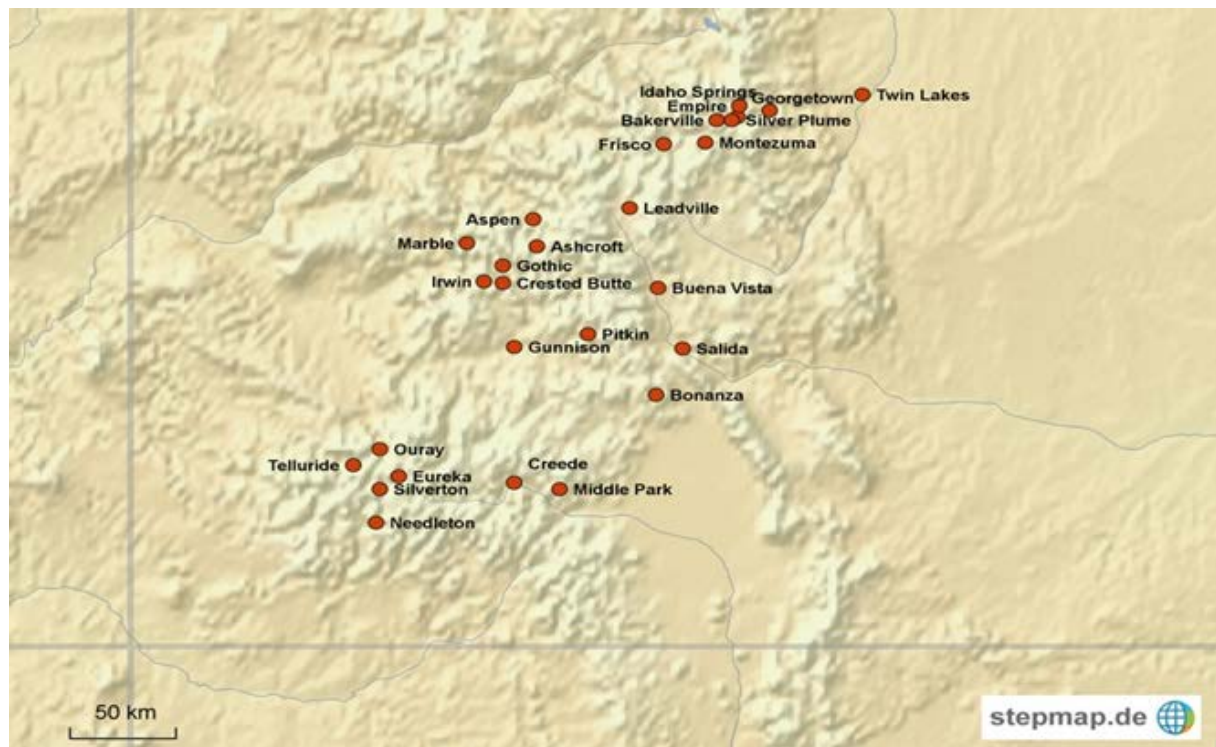 Idaho Springs
Georgetown
Twin Lakes
Empire
Bakerville
Silver Plume
Frisco
Montezuma
Leadville
Aspen
Marble
Ashcroft
Gothic
Irwin
Crested Butte
Buena Vista
Pitkin
Gunnison
Salida
Bonanza
Ouray
Telluride
Creede
Eureka
Silverton
Middle Park
Needleton
50 km
stepmap.de